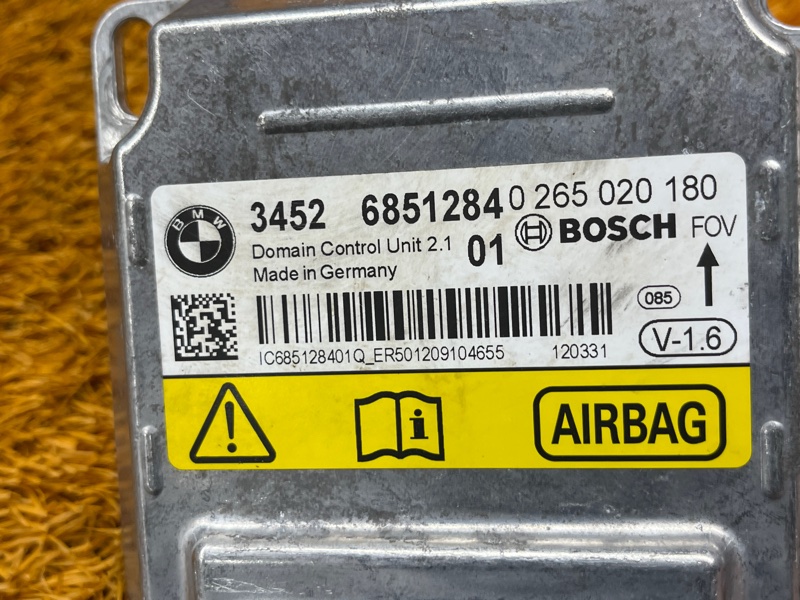 BMW
3452 6851284 0 265 020 180
Domain Control Unit 2.1 01 BOSCH FOV
Made in Germany
085
V-1.6
IC685128401Q_ER501209104655 120331
i
AIRBAG